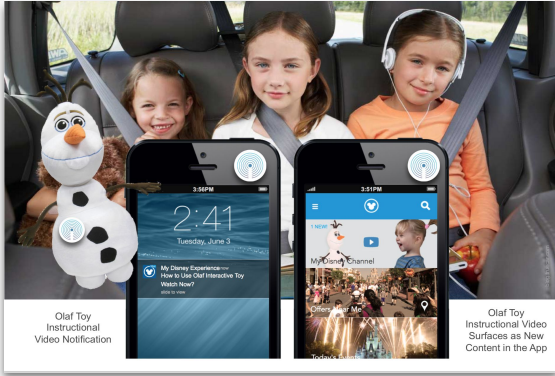 3:56PM
2:41
Tuesday, June 3
My Disney Experience now
How to Use Olaf Interactive Toy
Watch Now?
slide to view
3:51PM
1 NEW!
My Disney Channel
Offers Near Me
Today's Events
Olaf Toy
Instructional
Video Notification
Olaf Toy
Instructional Video
Surfaces as New
Content in the App